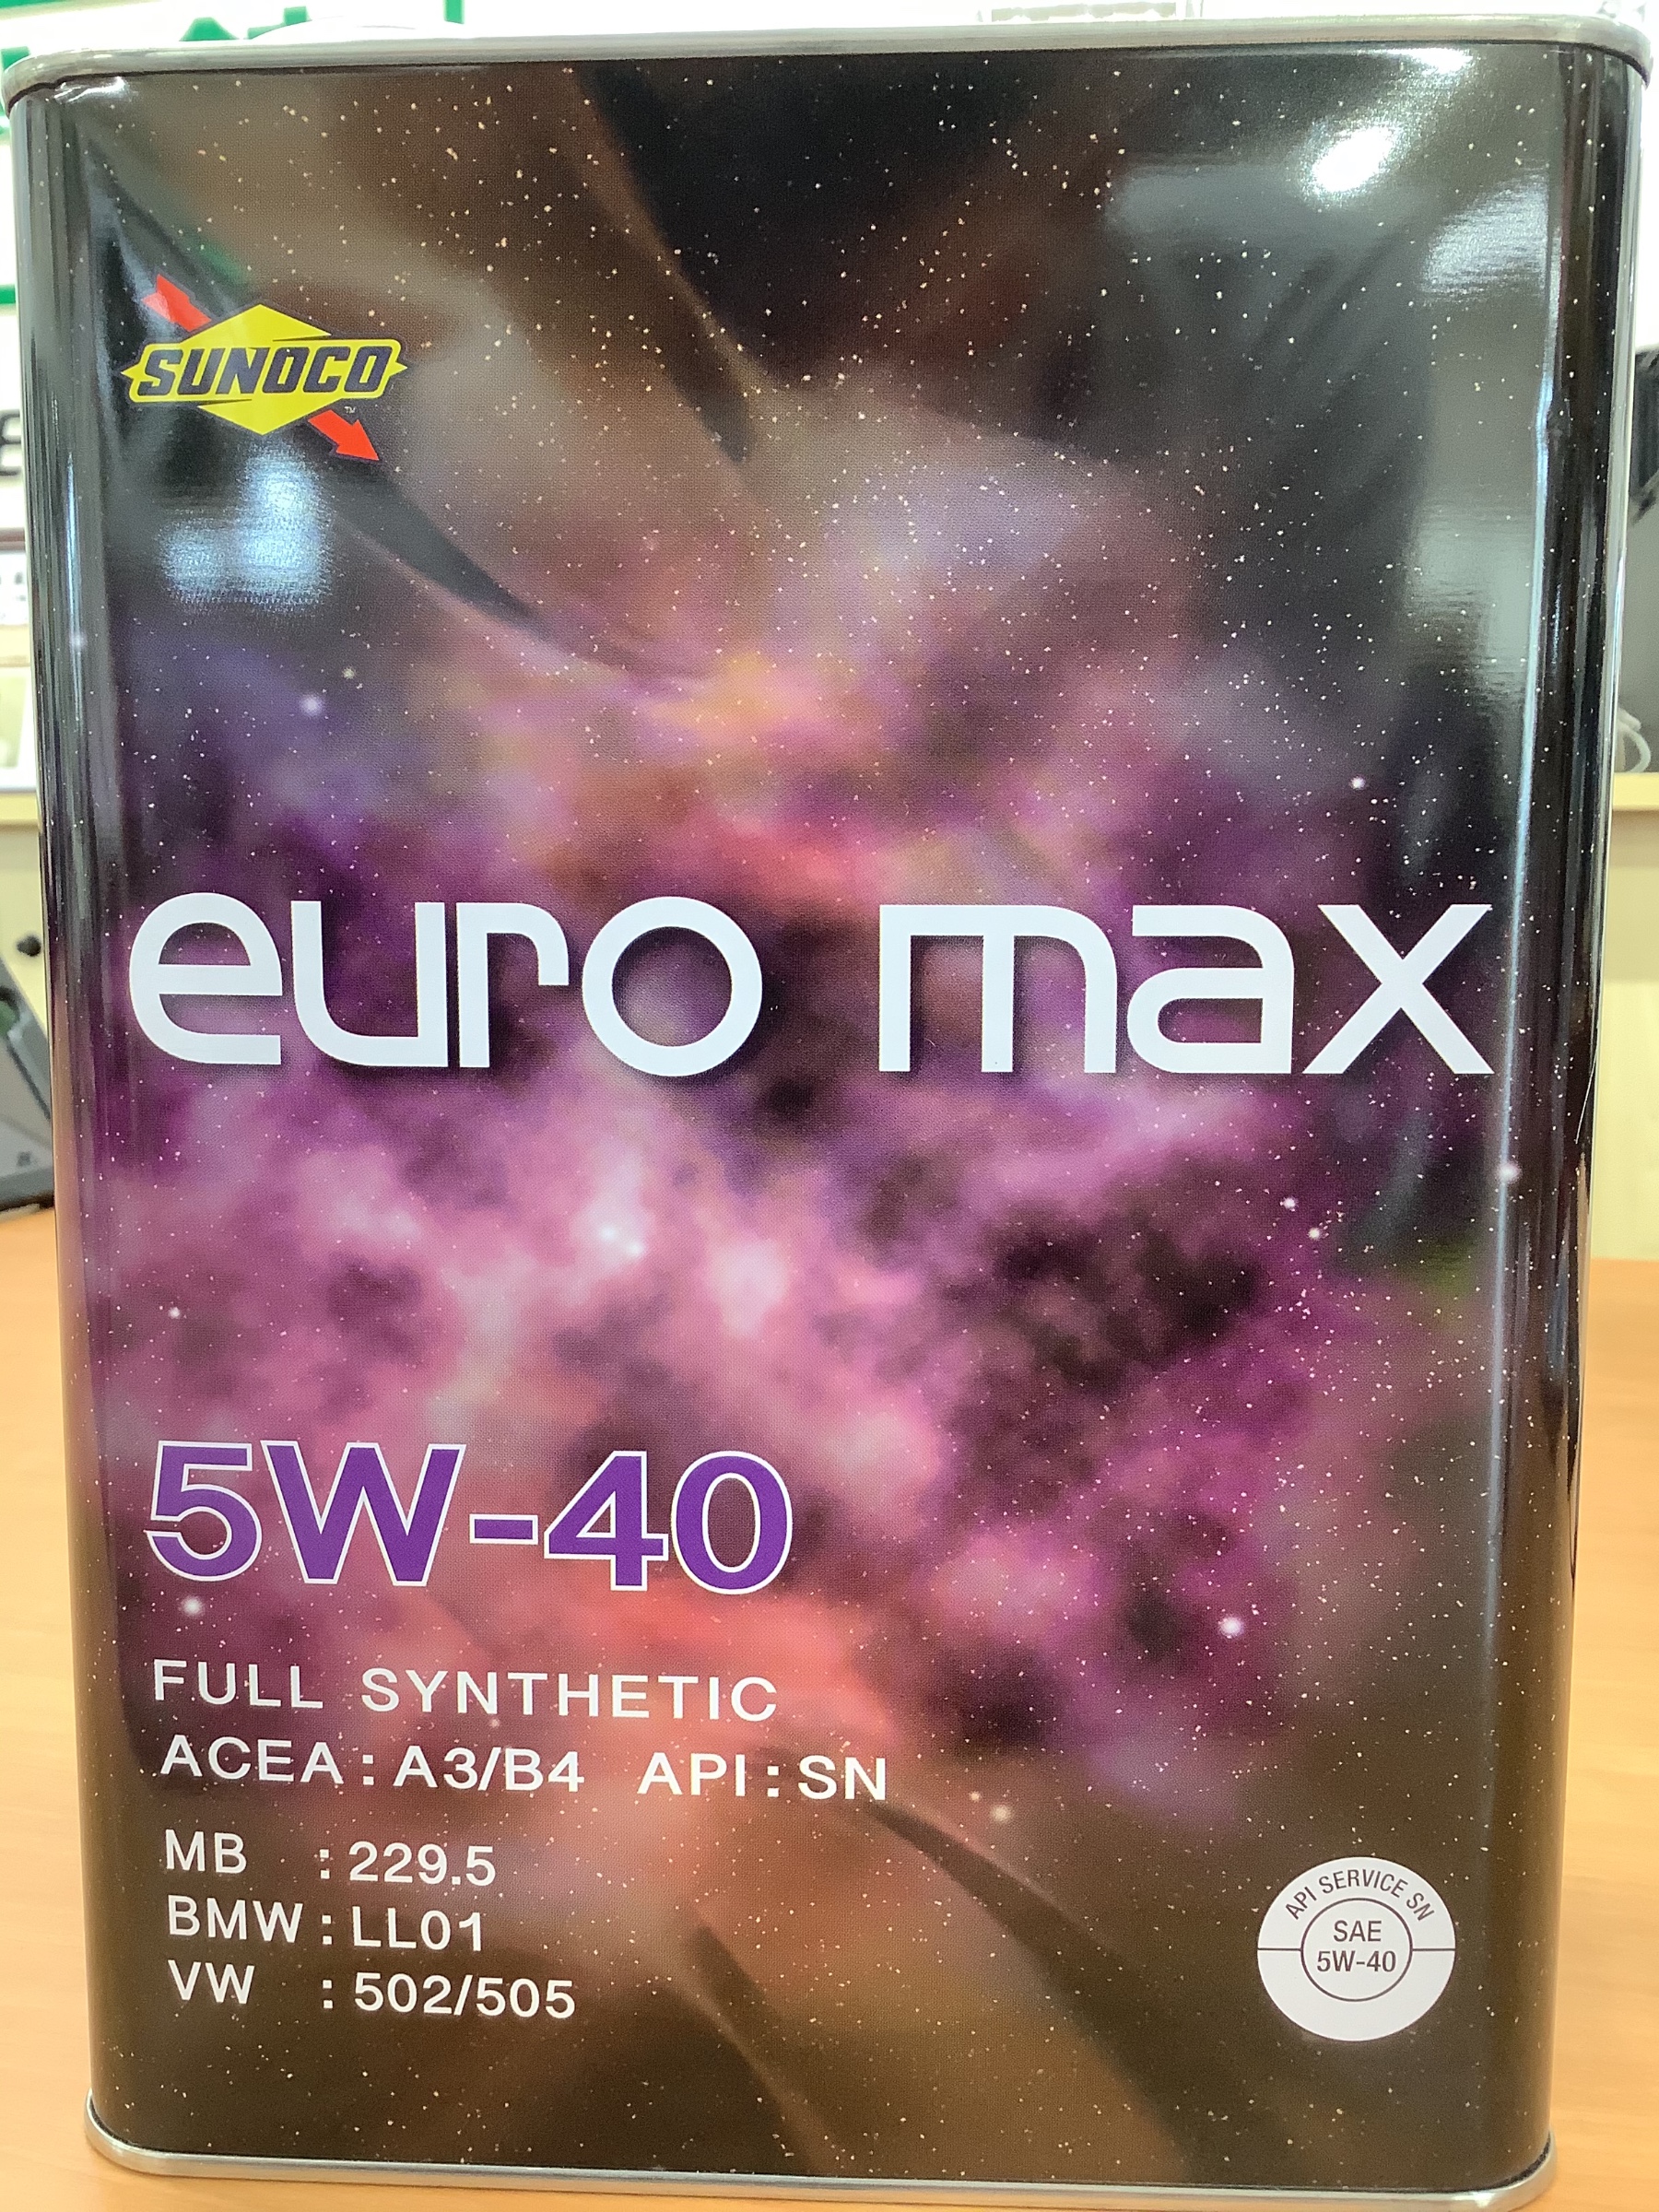 SUNOCO
TM
euro max
5W-40
FULL SYNTHETIC
ACEA : A3/B4 API : SN
MB : 229.5
BMW : LL01
VW : 502/505
API SERVICE SN
SAE
5W-40